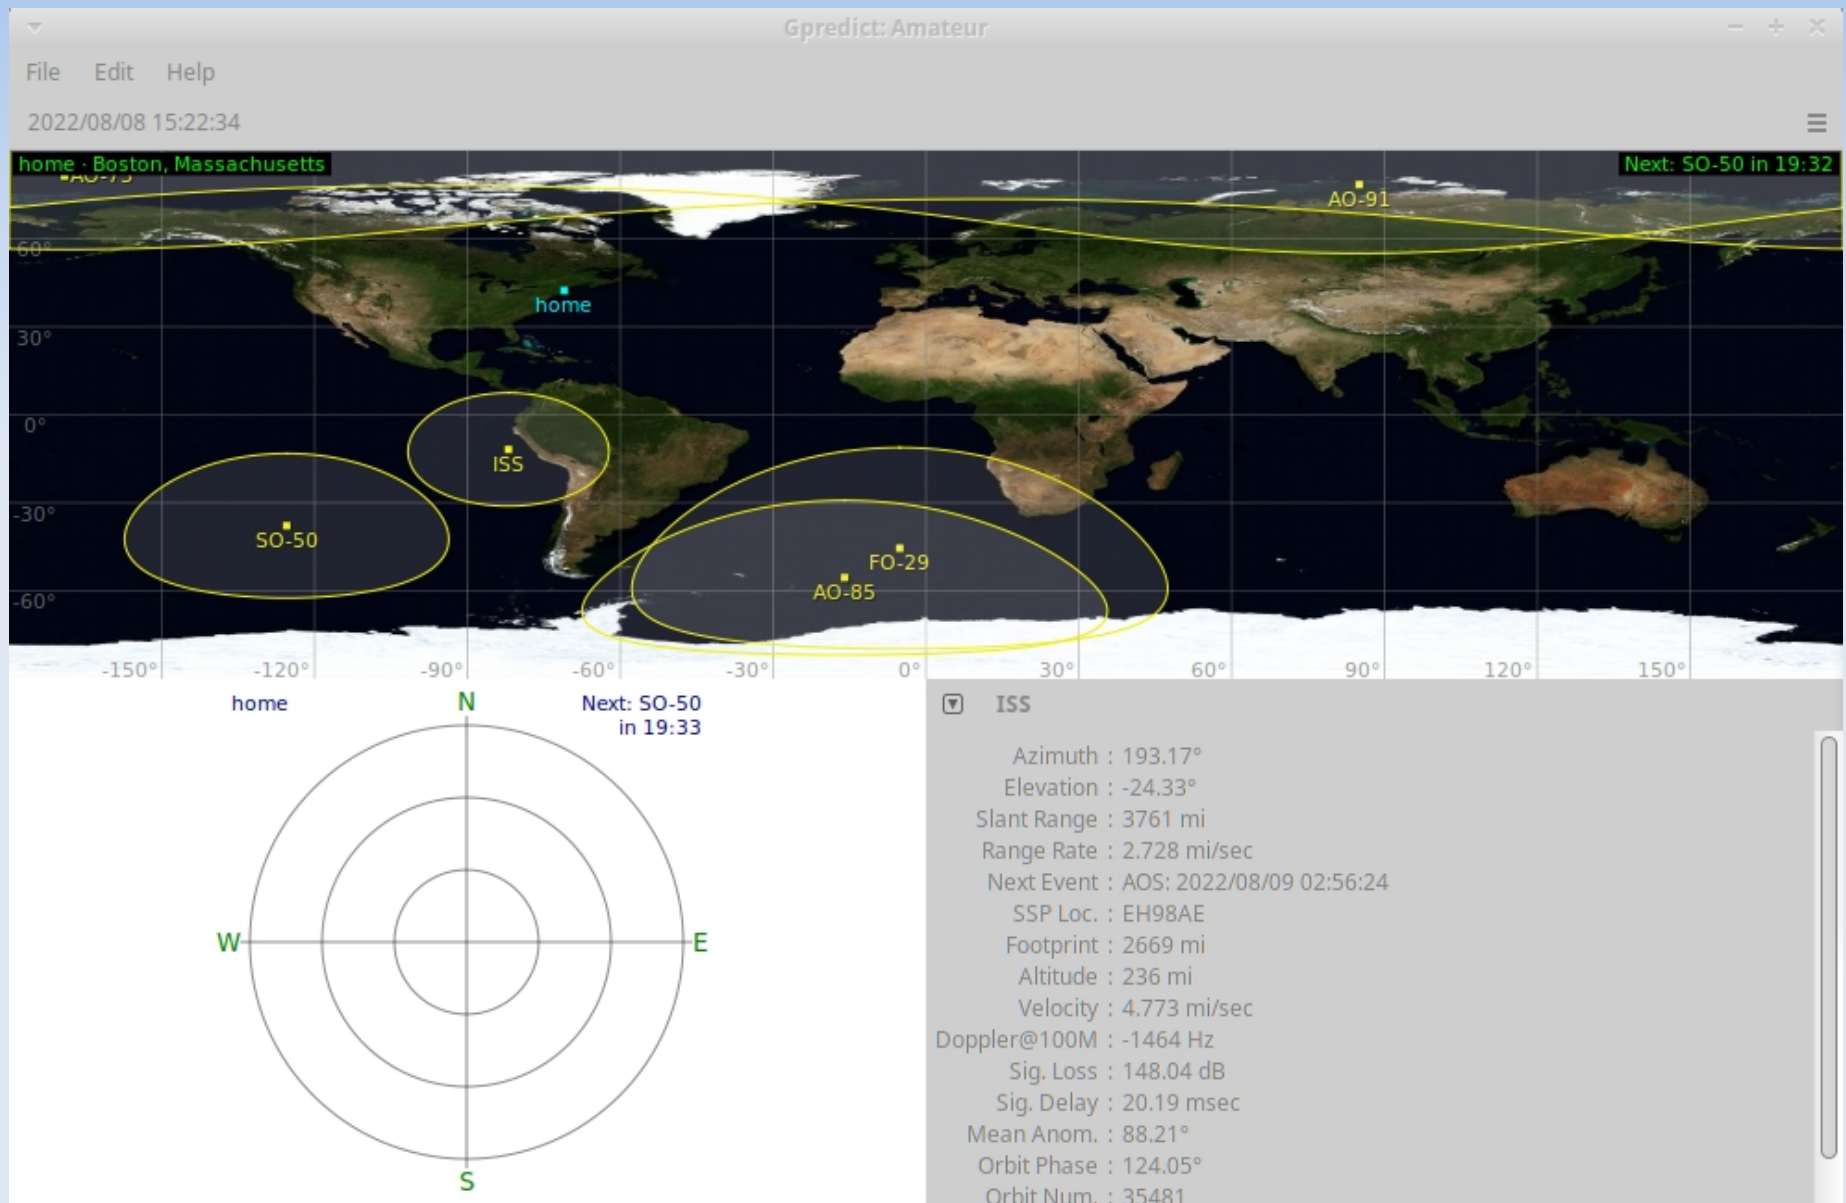 Gpredict: Amateur
File Edit Help
2022/08/08 15:22:34
home · Boston, Massachusetts
Next: SO-50 in 19:32
AO-73
AO-91
60°
home
30°
0°
ISS
-30°
SO-50
FO-29
AO-85
-60°
-150° -120° -90° -60° -30° 0° 30° 60° 90° 120° 150°
home
N
Next: SO-50
in 19:33
W
E
S
ISS
Azimuth : 193.17°
Elevation : -24.33°
Slant Range : 3761 mi
Range Rate : 2.728 mi/sec
Next Event : AOS: 2022/08/09 02:56:24
SSP Loc. : EH98AE
Footprint : 2669 mi
Altitude : 236 mi
Velocity : 4.773 mi/sec
Doppler@100M : -1464 Hz
Sig. Loss : 148.04 dB
Sig. Delay : 20.19 msec
Mean Anom. : 88.21°
Orbit Phase : 124.05°
Orbit Num. : 35481